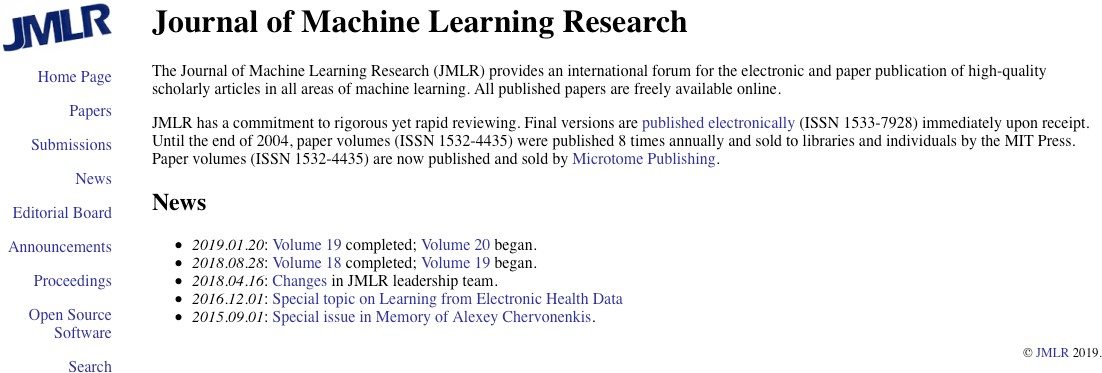 JMLR
Home Page
Papers
Submissions
News
Editorial Board
Announcements
Proceedings
Open Source
Software
Search
Journal of Machine Learning Research
The Journal of Machine Learning Research (JMLR) provides an international forum for the electronic and paper publication of high-quality
scholarly articles in all areas of machine learning. All published papers are freely available online.
JMLR has a commitment to rigorous yet rapid reviewing. Final versions are published electronically (ISSN 1533-7928) immediately upon receipt.
Until the end of 2004, paper volumes (ISSN 1532-4435) were published 8 times annually and sold to libraries and individuals by the MIT Press.
Paper volumes (ISSN 1532-4435) are now published and sold by Microtome Publishing.
News
• 2019.01.20: Volume 19 completed; Volume 20 began.
• 2018.08.28: Volume 18 completed; Volume 19 began.
• 2018.04.16: Changes in JMLR leadership team.
• 2016.12.01: Special topic on Learning from Electronic Health Data
• 2015.09.01: Special issue in Memory of Alexey Chervonenkis.
© JMLR 2019.